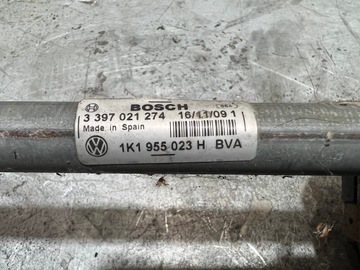 BOSCH
3 397 021 274 16/11/09 1
Made in Spain
1K1 955 023 H BVA